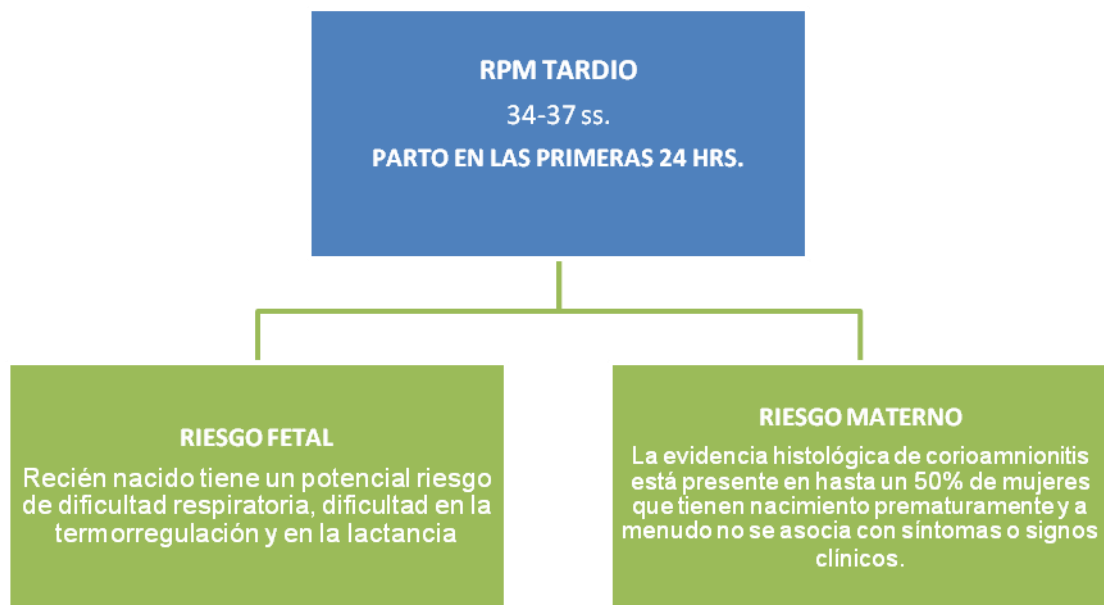 RPM TARDIO
34-37 ss.
PARTO EN LAS PRIMERAS 24 HRS.
RIESGO FETAL
Recién nacido tiene un potencial riesgo
de dificultad respiratoria, dificultad en la
termorregulación y en la lactancia
RIESGO MATERNO
La evidencia histológica de corioamnionitis
está presente en hasta un 50% de mujeres
que tienen nacimiento prematuramente y a
menudo no se asocia con síntomas o signos
clínicos.